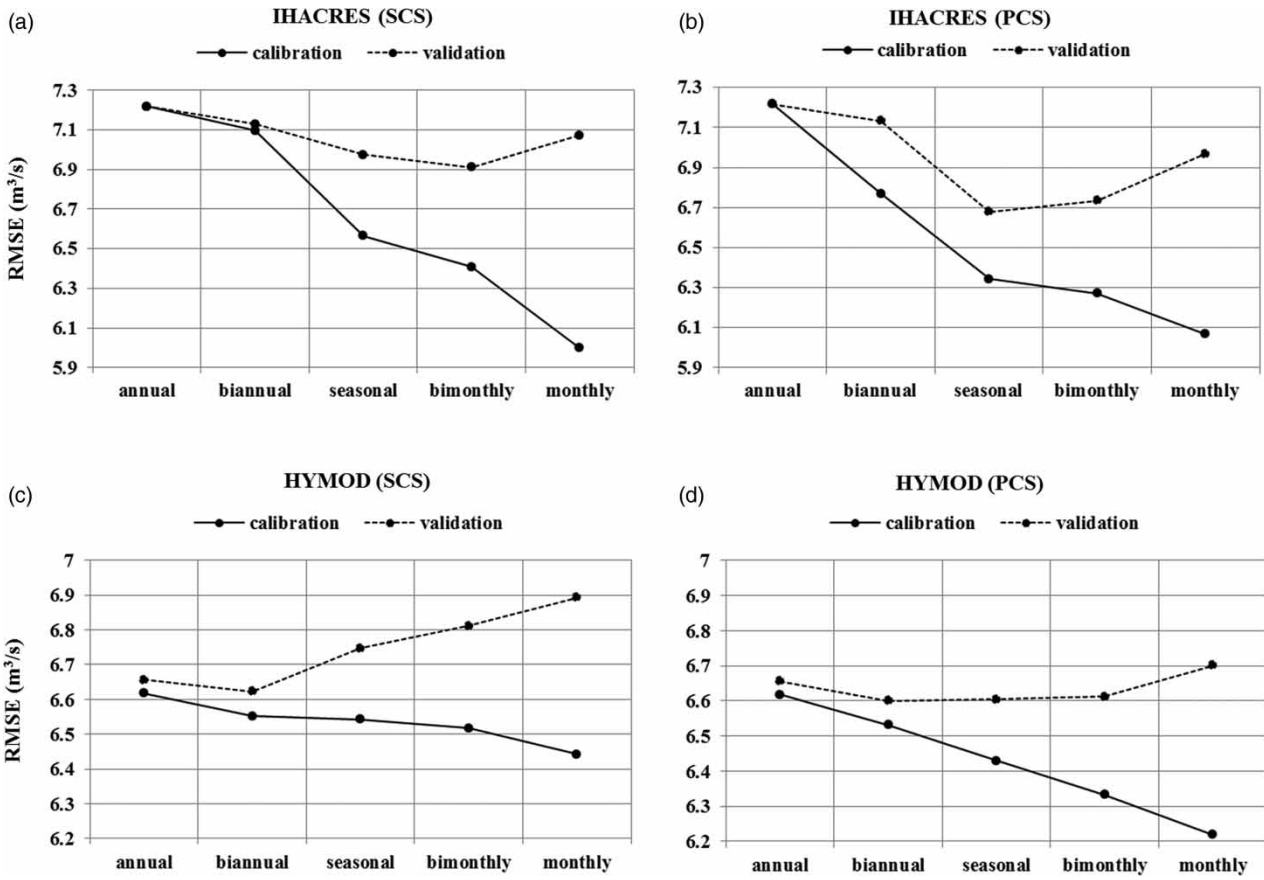 (a)
IHACRES (SCS)
calibration validation
RMSE (m³/s)
7.3
7.1
6.9
6.7
6.5
6.3
6.1
5.9
annual biannual seasonal bimonthly monthly
(b)
IHACRES (PCS)
calibration validation
7.3
7.1
6.9
6.7
6.5
6.3
6.1
5.9
annual biannual seasonal bimonthly monthly
(c)
HYMOD (SCS)
calibration validation
RMSE (m³/s)
7
6.9
6.8
6.7
6.6
6.5
6.4
6.3
6.2
annual biannual seasonal bimonthly monthly
(d)
HYMOD (PCS)
calibration validation
7
6.9
6.8
6.7
6.6
6.5
6.4
6.3
6.2
annual biannual seasonal bimonthly monthly